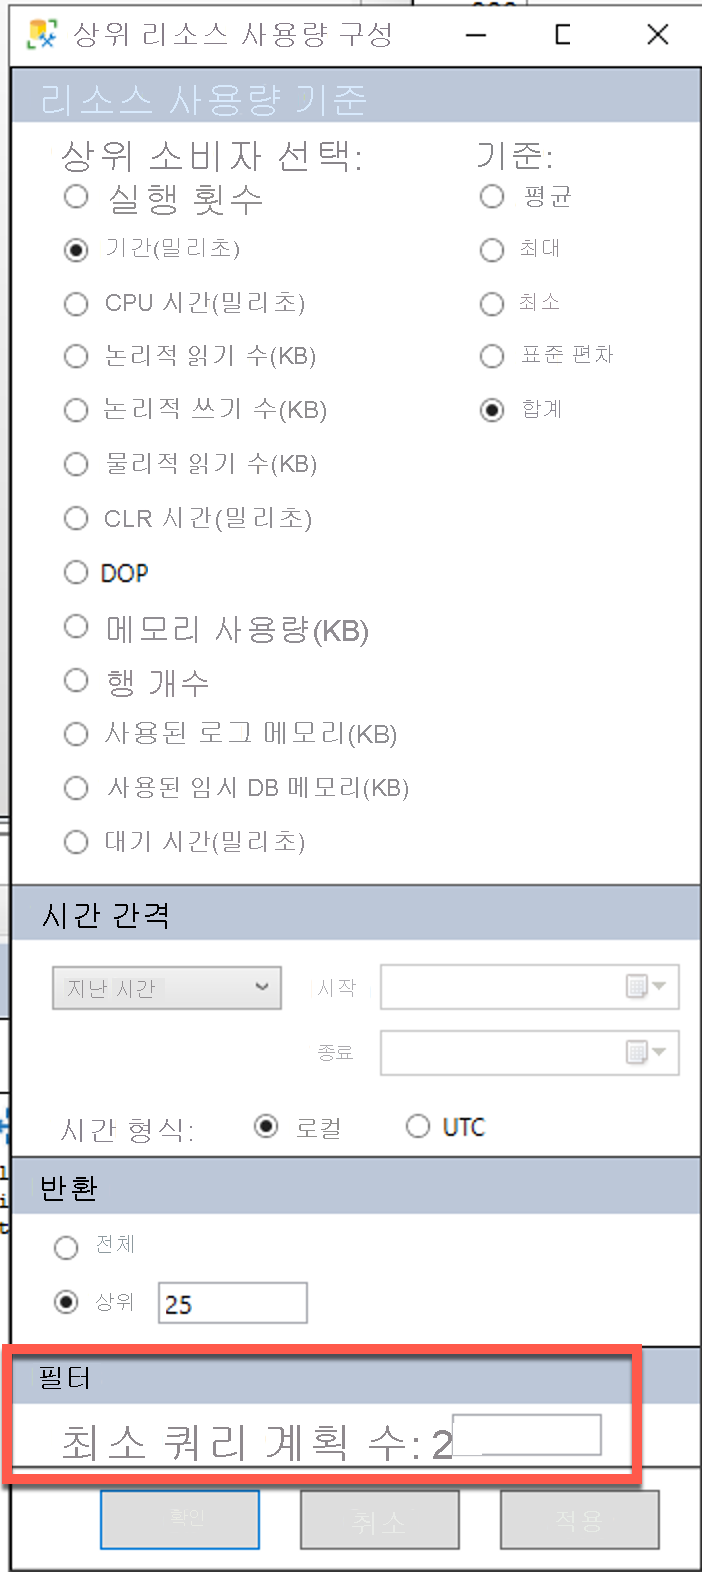 상위 리소스 사용량 구성
리소스 사용량 기준
상위 소비자 선택: 기준:
실행 횟수 평균
기간(밀리초) 최대
CPU 시간(밀리초) 최소
논리적 읽기 수(KB) 표준 편차
논리적 쓰기 수(KB) 합계
물리적 읽기 수(KB)
CLR 시간(밀리초)
DOP
메모리 사용량(KB)
행 개수
사용된 로그 메모리(KB)
사용된 임시 DB 메모리(KB)
대기 시간(밀리초)
시간 간격
지난 시간 시작
종료
시간 형식: 로컬 UTC
반환
전체
상위 25
필터
최소 쿼리 계획 수: 2
확인 취소 적용